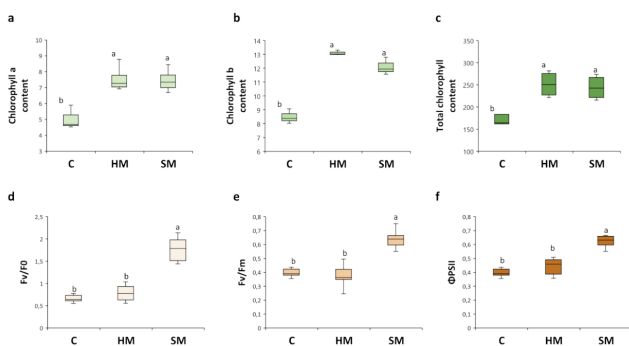 a
b
c
Chlorophyll a content
10
9
8
7
6
5
4
3
b
a
a
C HM SM
Chlorophyll b content
14
13
12
11
10
9
8
7
6
b
a
a
C HM SM
Total chlorophyll content
350
300
250
200
150
100
b
a
a
C HM SM
d
e
f
Fv/F0
2,5
2
1,5
1
0,5
0
b
b
a
C HM SM
Fv/Fm
0,8
0,7
0,6
0,5
0,4
0,3
0,2
0,1
0
b
b
a
C HM SM
ΦPSII
0,8
0,7
0,6
0,5
0,4
0,3
0,2
0,1
0
b
b
a
C HM SM